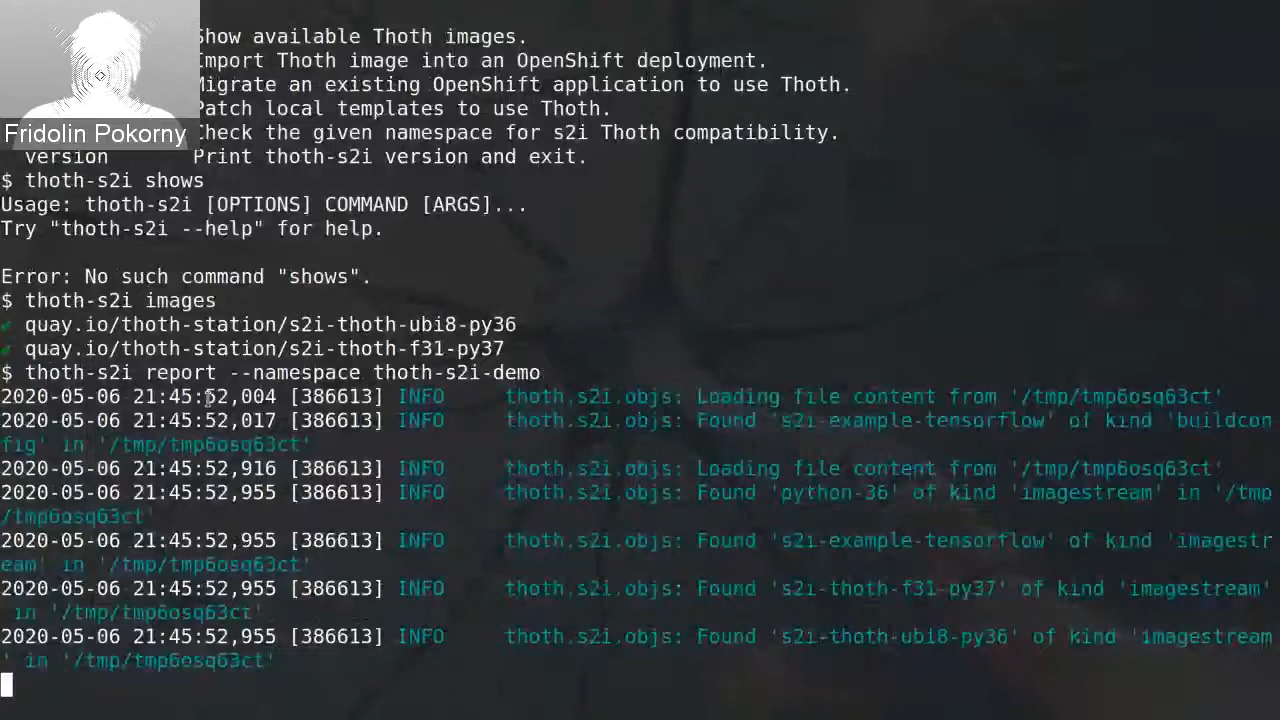 Show available Thoth images.
Import Thoth image into an OpenShift deployment.
Migrate an existing OpenShift application to use Thoth.
Patch local templates to use Thoth.
Fridolin Pokorny Check the given namespace for s2i Thoth compatibility.
version       Print thoth-s2i version and exit.
$ thoth-s2i shows
Usage: thoth-s2i [OPTIONS] COMMAND [ARGS]...
Try "thoth-s2i --help" for help.
Error: No such command "shows".
$ thoth-s2i images
✔ quay.io/thoth-station/s2i-thoth-ubi8-py36
✔ quay.io/thoth-station/s2i-thoth-f31-py37
$ thoth-s2i report --namespace thoth-s2i-demo
2020-05-06 21:45:52,004 [386613] INFO     thoth.s2i.objs: Loading file content from '/tmp/tmp6osq63ct'
2020-05-06 21:45:52,017 [386613] INFO     thoth.s2i.objs: Found 's2i-example-tensorflow' of kind 'buildcon
fig' in '/tmp/tmp6osq63ct'
2020-05-06 21:45:52,916 [386613] INFO     thoth.s2i.objs: Loading file content from '/tmp/tmp6osq63ct'
2020-05-06 21:45:52,955 [386613] INFO     thoth.s2i.objs: Found 'python-36' of kind 'imagestream' in '/tmp
/tmp6osq63ct'
2020-05-06 21:45:52,955 [386613] INFO     thoth.s2i.objs: Found 's2i-example-tensorflow' of kind 'imagestr
eam' in '/tmp/tmp6osq63ct'
2020-05-06 21:45:52,955 [386613] INFO     thoth.s2i.objs: Found 's2i-thoth-f31-py37' of kind 'imagestream'
 in '/tmp/tmp6osq63ct'
2020-05-06 21:45:52,955 [386613] INFO     thoth.s2i.objs: Found 's2i-thoth-ubi8-py36' of kind 'imagestream
' in '/tmp/tmp6osq63ct'